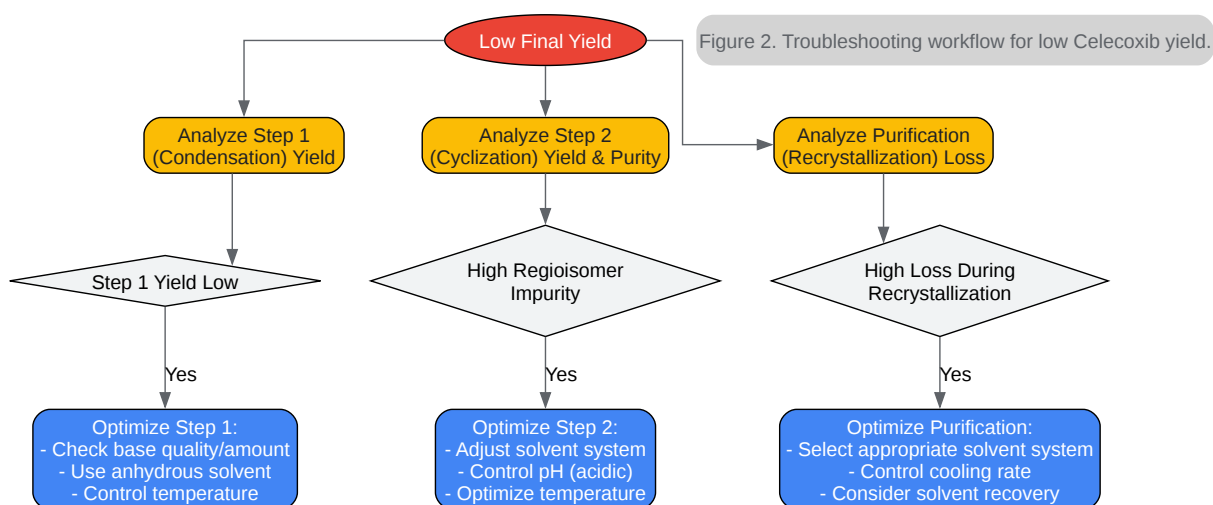 Low Final Yield
Figure 2. Troubleshooting workflow for low Celecoxib yield.
Analyze Step 1
(Condensation) Yield
Analyze Step 2
(Cyclization) Yield & Purity
Analyze Purification
(Recrystallization) Loss
Step 1 Yield Low
High Regioisomer
Impurity
High Loss During
Recrystallization
Yes
Yes
Yes
Optimize Step 1:
- Check base quality/amount
- Use anhydrous solvent
- Control temperature
Optimize Step 2:
- Adjust solvent system
- Control pH (acidic)
- Optimize temperature
Optimize Purification:
- Select appropriate solvent system
- Control cooling rate
- Consider solvent recovery